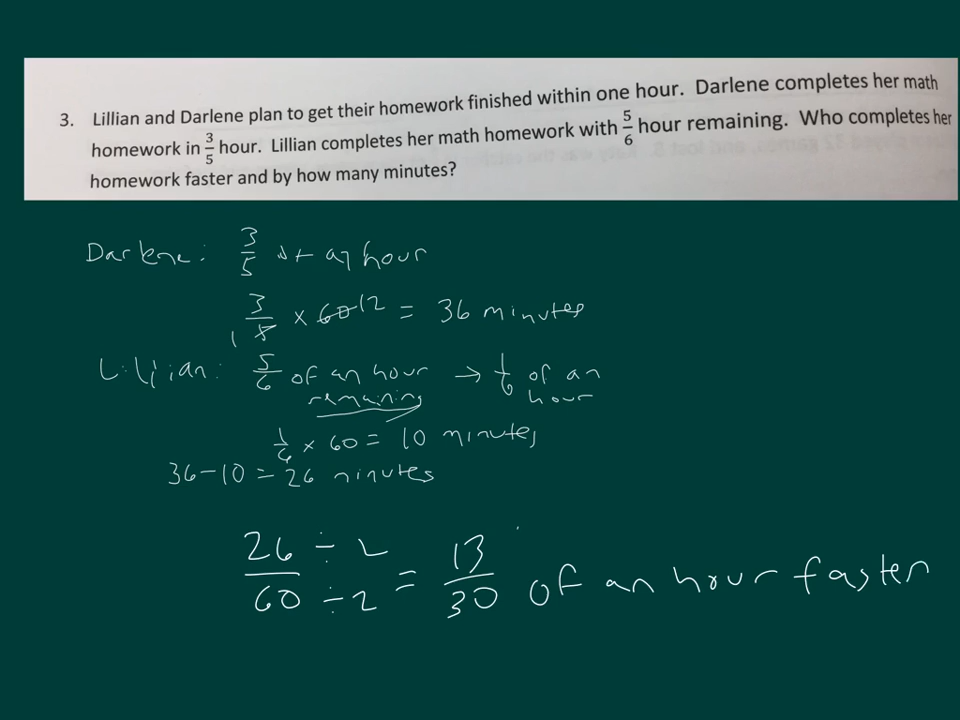 3. Lillian and Darlene plan to get their homework finished within one hour. Darlene completes her math
homework in 3/5 hour. Lillian completes her math homework with 5/6 hour remaining. Who completes her
homework faster and by how many minutes?
Darlene: 3/5 of an hour
3/5 x 60 12 = 36 minutes
1
Lillian: 5/6 of an hour → 1/6 of an
remaining hour
1/6 x 60 = 10 minutes
36-10 = 26 minutes
26 ÷ 2 / 60 ÷ 2 = 13/30 of an hour faster